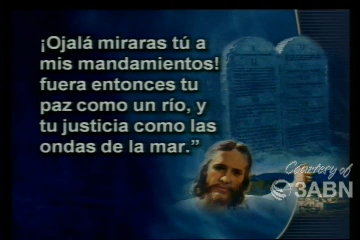 ¡Ojalá miraras tú a
mis mandamientos!
fuera entonces tu
paz como un río, y
tu justicia como las
ondas de la mar.”
Courtesy of
3ABN